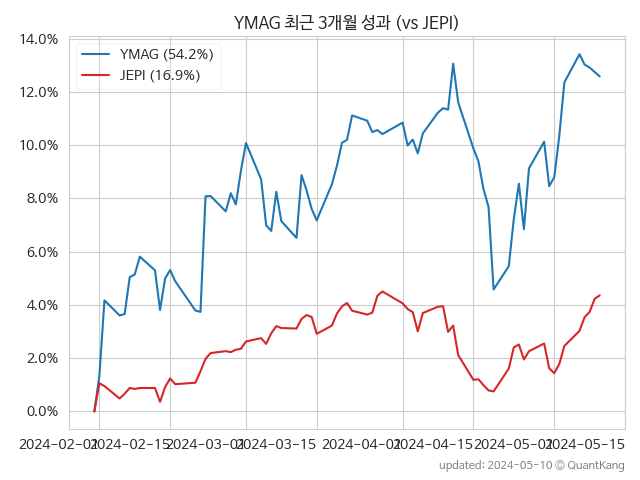 YMAG 최근 3개월 성과 (vs JEPI)
YMAG (54.2%)
JEPI (16.9%)
14.0%
12.0%
10.0%
8.0%
6.0%
4.0%
2.0%
0.0%
2024-02-01 2024-02-15 2024-03-01 2024-03-15 2024-04-01 2024-04-15 2024-05-01 2024-05-15
updated: 2024-05-10 © QuantKang